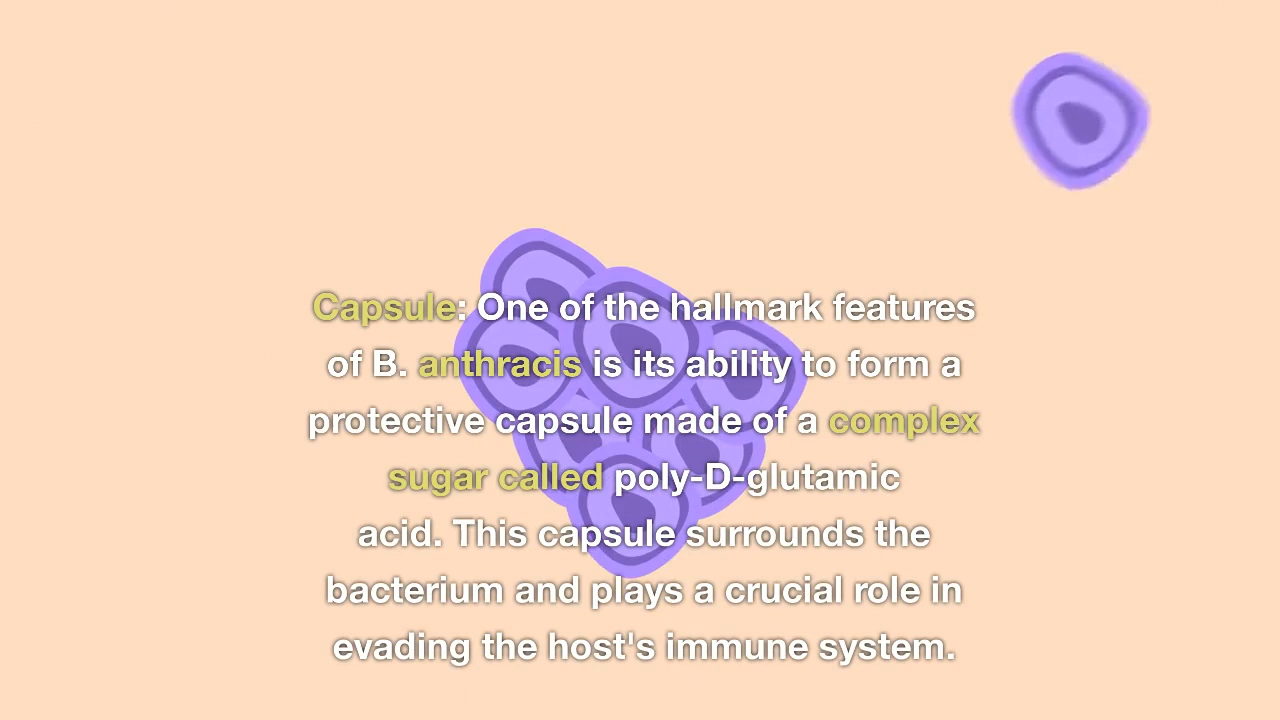 Capsule: One of the hallmark features
of B. anthracis is its ability to form a
protective capsule made of a complex
sugar called poly-D-glutamic
acid. This capsule surrounds the
bacterium and plays a crucial role in
evading the host's immune system.